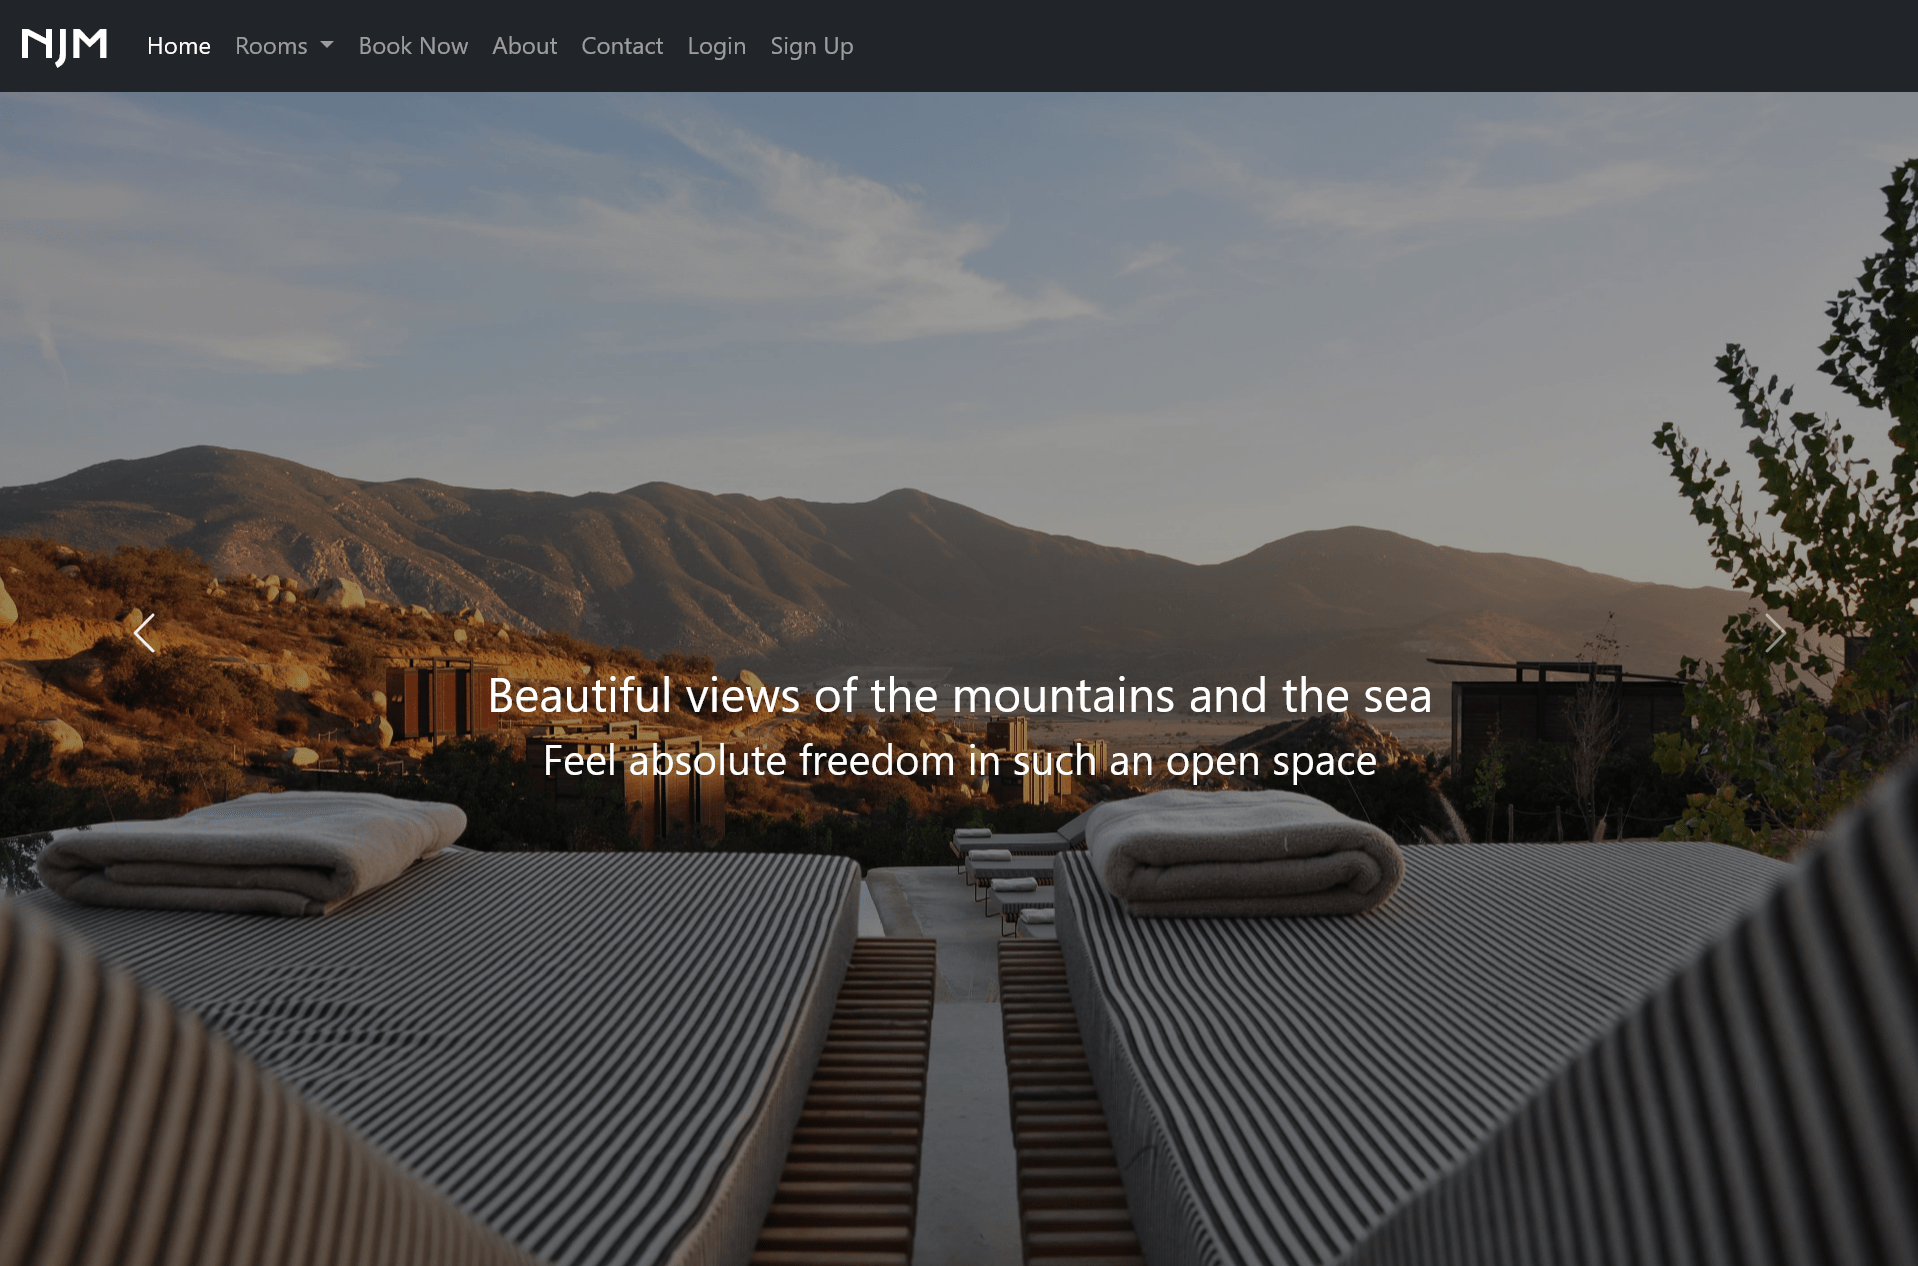 NJM Home Rooms Book Now About Contact Login Sign Up
Beautiful views of the mountains and the sea
Feel absolute freedom in such an open space